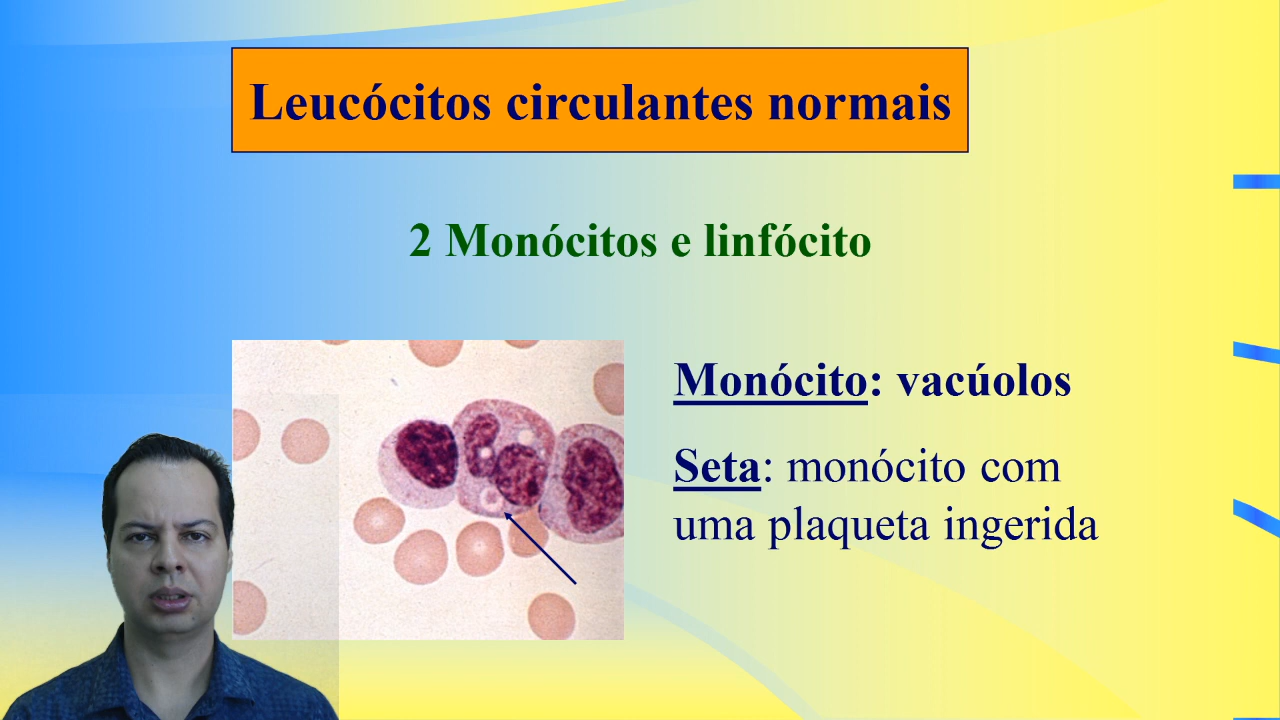 Leucócitos circulantes normais
2 Monócitos e linfócito
Monócito: vacúolos
Seta: monócito com
uma plaqueta ingerida